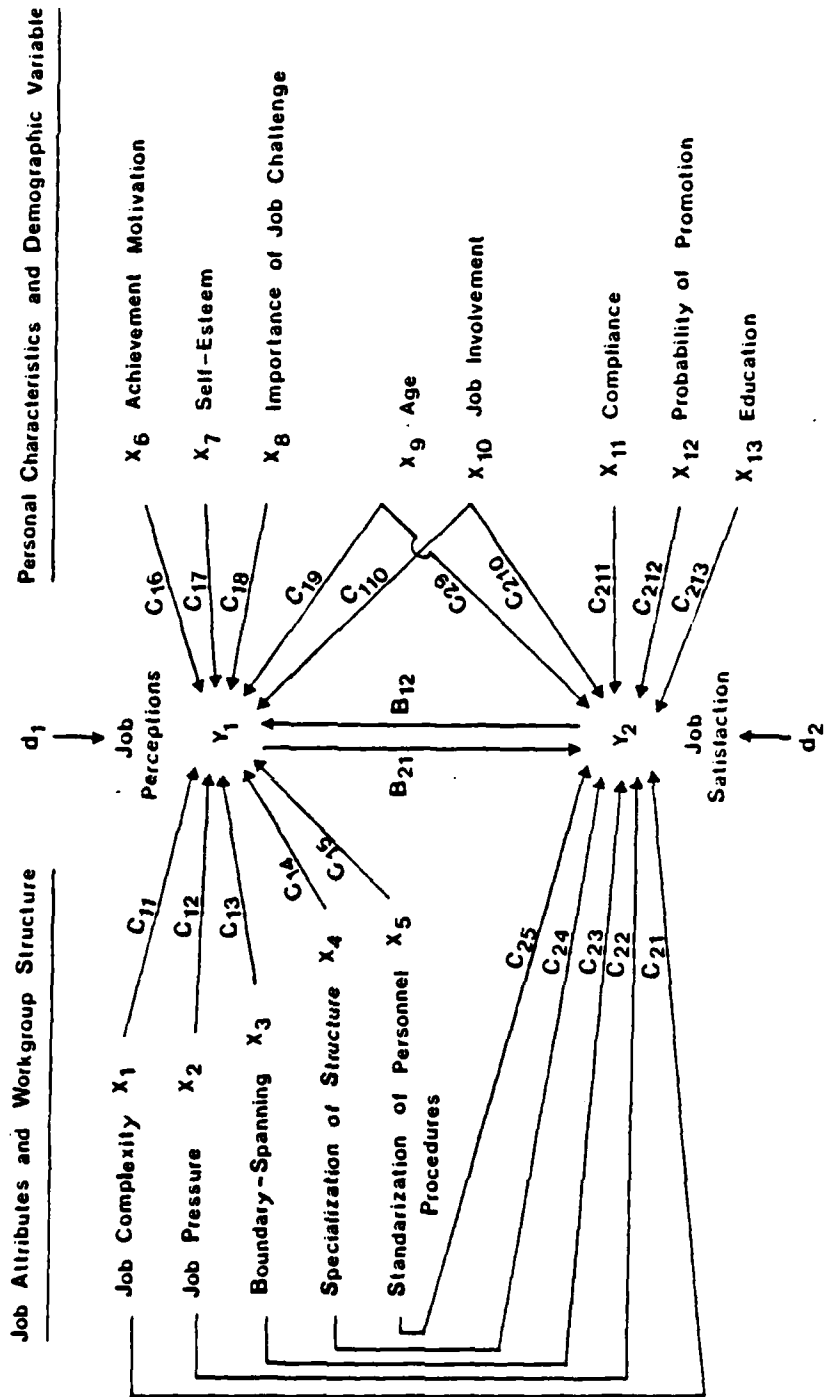 Job Attributes and Workgroup Structure
Personal Characteristics and Demographic Variable
Job Complexity X1
Job Pressure X2
Boundary-Spanning X3
Specialization of Structure X4
Standarization of Personnel X5
Procedures
C11
C12
C13
C14
C15
d1
Job
Perceptions
Y1
C16
C17
C18
C19
C110
X6 Achievement Motivation
X7 Self-Esteem
X8 Importance of Job Challenge
X9 Age
X10 Job Involvement
B21
B12
C29
C210
C25
C24
C23
C22
C21
Y2
Job
Satisfaction
d2
C211
C212
C213
X11 Compliance
X12 Probability of Promotion
X13 Education